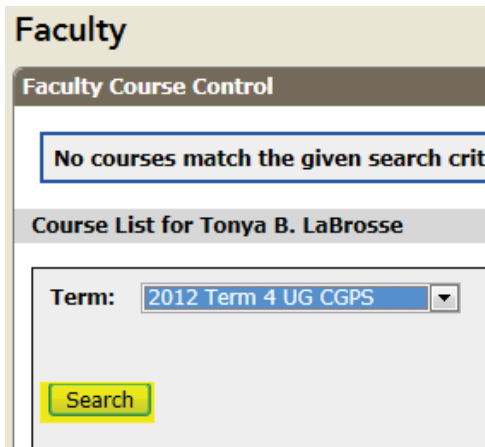 Faculty
Faculty Course Control
No courses match the given search crit
Course List for Tonya B. LaBrosse
Term: 2012 Term 4 UG CGPS
Search